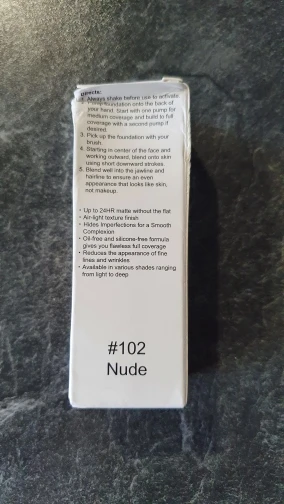 1. Always shake before use to activate
Pump foundation onto the back of
your hand. Start with one pump for
medium coverage and build to full
coverage with a second pump if
desired.
3. Pick up the foundation with your
brush.
4. Starting in center of the face and
working outward, blend onto skin
using short downward strokes.
5. Blend well into the jawline and
hairline to ensure an even
appearance that looks like skin,
not makeup.
• Up to 24HR matte without the flat
• Air-light texture finish
• Hides Imperfections for a Smooth
Complexion
• Oil-free and silicone-free formula
gives you flawless full coverage
• Reduces the appearance of fine
lines and wrinkles
• Available in various shades ranging
from light to deep
#102
Nude